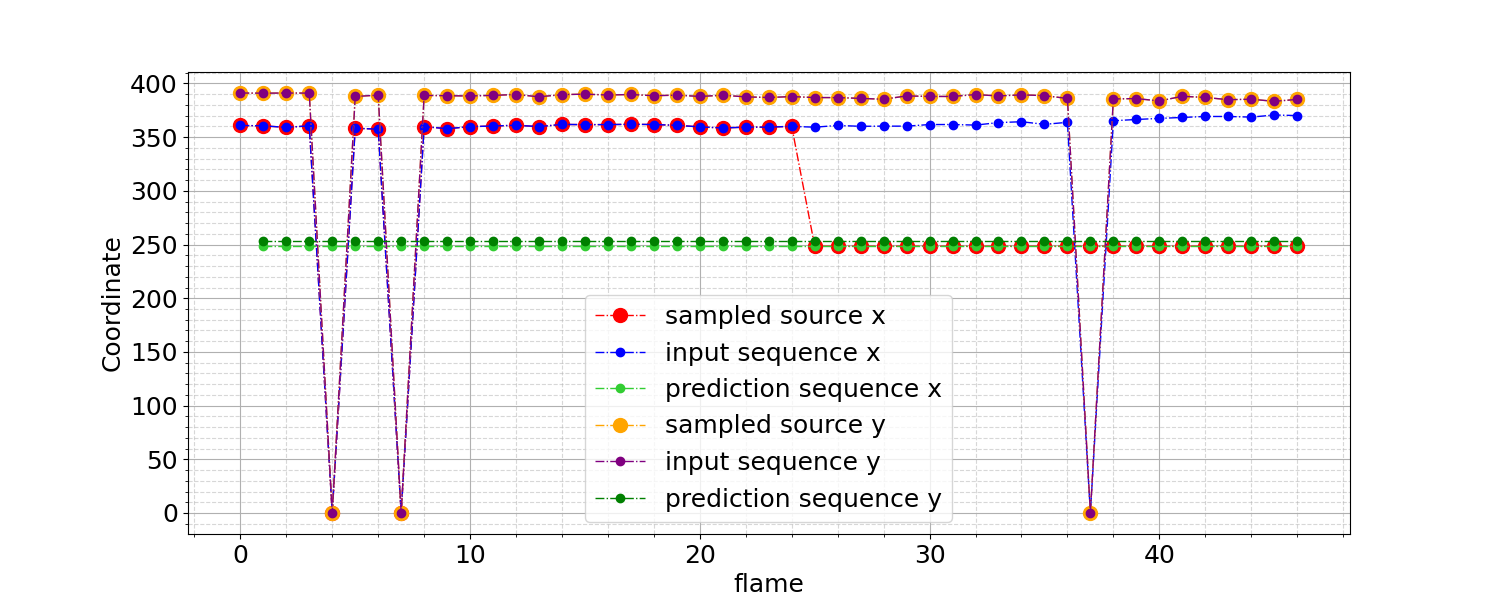 400
350
300
250
200
150
100
50
0
Coordinate
sampled source x
input sequence x
prediction sequence x
sampled source y
input sequence y
prediction sequence y
0 10 20 30 40
flame